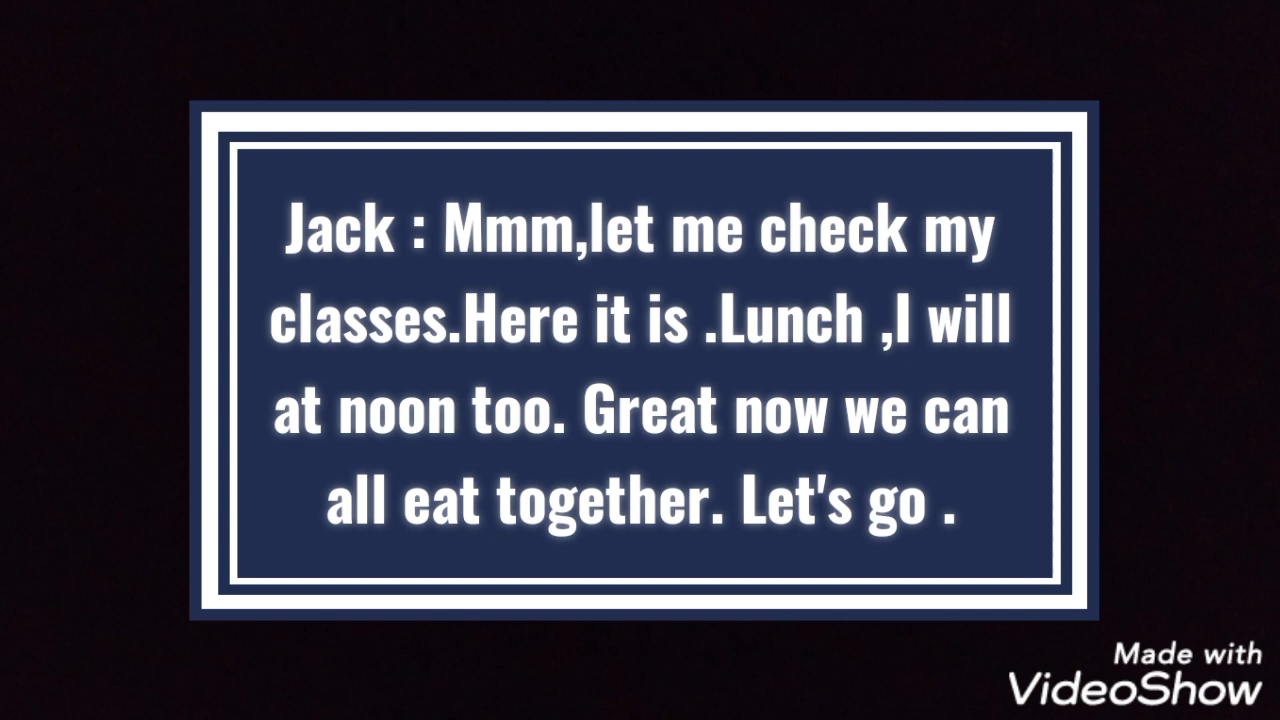 Jack : Mmm,let me check my
classes.Here it is .Lunch ,I will
at noon too. Great now we can
all eat together. Let's go .
Made with
VideoShow